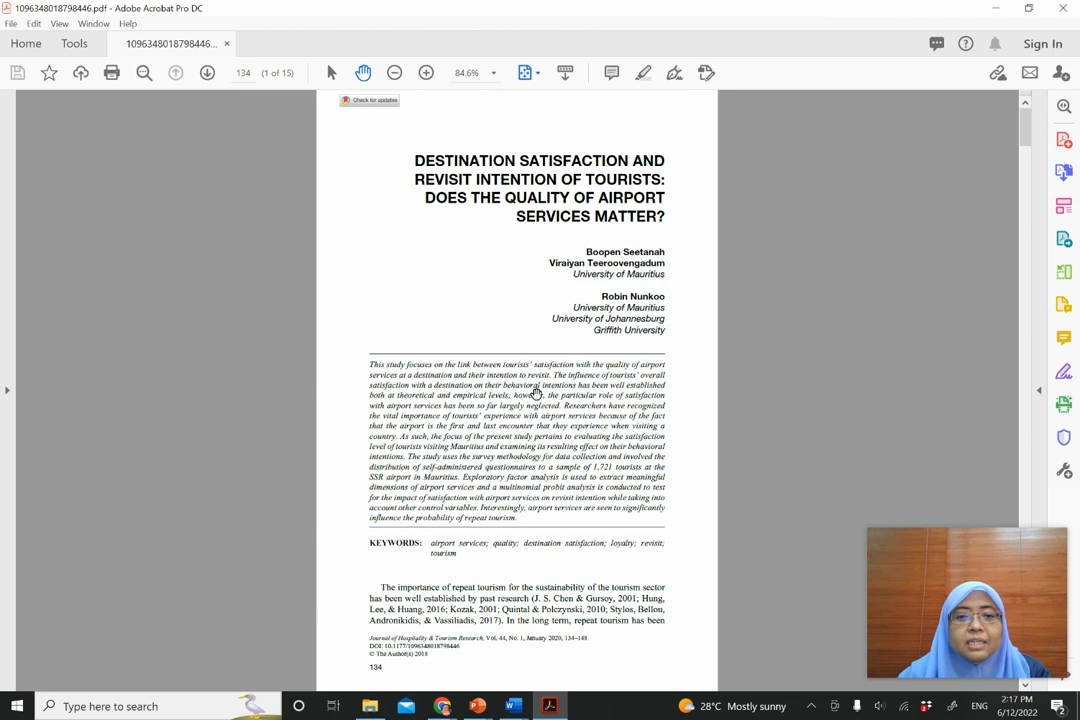 1096348018798446.pdf - Adobe Acrobat Pro DC
File Edit View Window Help
Home Tools 1096348018798446... × Sign In
134 (1 of 15) 84.6%
Check for updates
DESTINATION SATISFACTION AND
REVISIT INTENTION OF TOURISTS:
DOES THE QUALITY OF AIRPORT
SERVICES MATTER?
Boopen Seetanah
Viraiyan Teeroovengadum
University of Mauritius
Robin Nunkoo
University of Mauritius
University of Johannesburg
Griffith University
This study focuses on the link between tourists' satisfaction with the quality of airport
services at a destination and their intention to revisit. The influence of tourists' overall
satisfaction with a destination on their behavioral intentions has been well established
both at theoretical and empirical levels; however, the particular role of satisfaction
with airport services has been so far largely neglected. Researchers have recognized
the vital importance of tourists' experience with airport services because of the fact
that the airport is the first and last encounter that they experience when visiting a
country. As such, the focus of the present study pertains to evaluating the satisfaction
level of tourists visiting Mauritius and examining its resulting effect on their behavioral
intentions. The study uses the survey methodology for data collection and involved the
distribution of self-administered questionnaires to a sample of 1,721 tourists at the
SSR airport in Mauritius. Exploratory factor analysis is used to extract meaningful
dimensions of airport services and a multinomial probit analysis is conducted to test
for the impact of satisfaction with airport services on revisit intention while taking into
account other control variables. Interestingly, airport services are seen to significantly
influence the probability of repeat tourism.
KEYWORDS: airport services; quality; destination satisfaction; loyalty; revisit;
tourism
The importance of repeat tourism for the sustainability of the tourism sector
has been well established by past research (J. S. Chen & Gursoy, 2001; Hung,
Lee, & Huang, 2016; Kozak, 2001; Quintal & Polczynski, 2010; Stylos, Bellou,
Andronikidis, & Vassiliadis, 2017). In the long term, repeat tourism has been
Journal of Hospitality & Tourism Research, Vol. 44, No. 1, January 2020, 134–148
DOI: 10.1177/1096348018798446
© The Author(s) 2018
134
Type here to search
28°C Mostly sunny
ENG
2:17 PM
6/12/2022
2